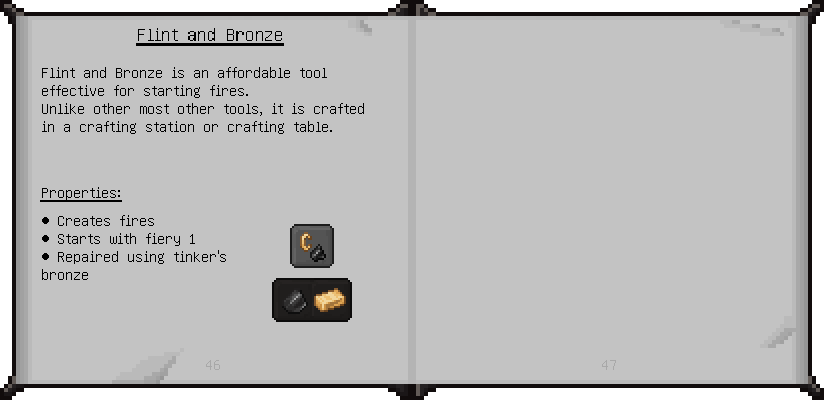 Flint and Bronze
Flint and Bronze is an affordable tool
effective for starting fires.
Unlike other most other tools, it is crafted
in a crafting station or crafting table.
Properties:
● Creates fires
● Starts with fiery 1
● Repaired using tinker's
bronze
46
47